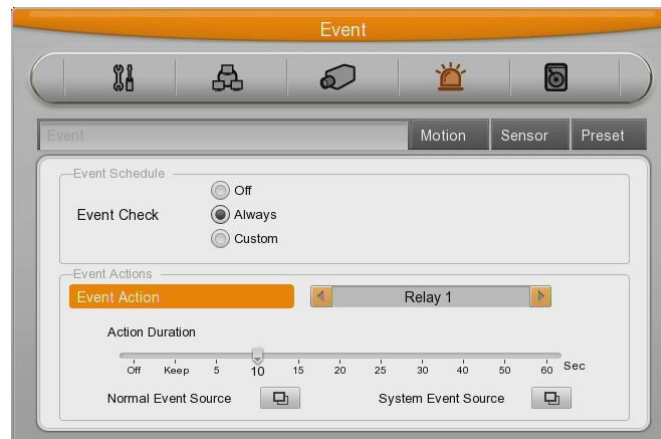 Event
Event Motion Sensor Preset
Event Schedule
Off
Event Check Always
Custom
Event Actions
Event Action Relay 1
Action Duration
Off Keep 5 10 15 20 25 30 40 50 60 Sec
Normal Event Source System Event Source